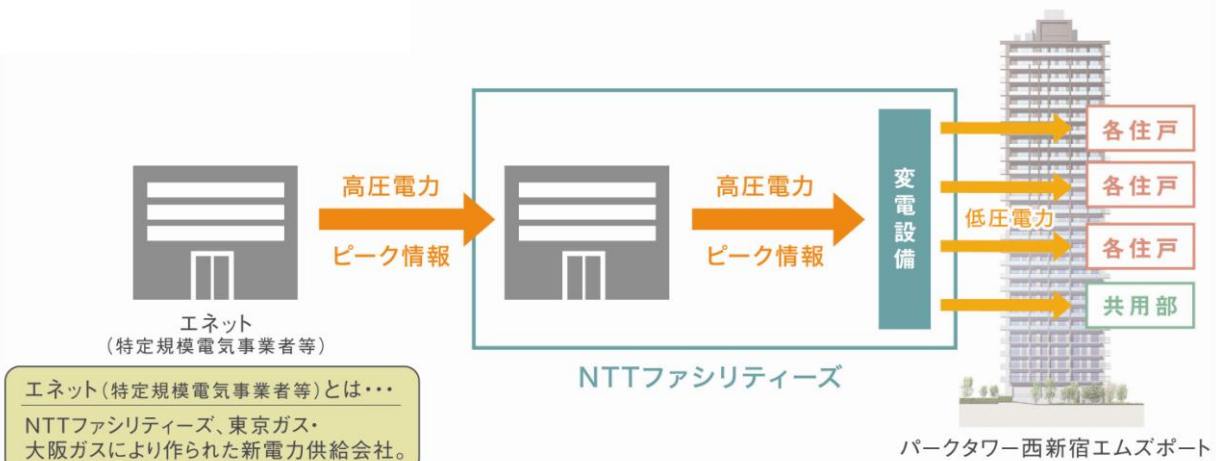 高圧電力
ピーク情報
エネット
(特定規模電気事業者等)
エネット(特定規模電気事業者等)とは・・・
NTTファシリティーズ、東京ガス・
大阪ガスにより作られた新電力供給会社。
高圧電力
ピーク情報
変電設備
NTTファシリティーズ
低圧電力
各住戸
各住戸
各住戸
共用部
パークタワー西新宿エムズポート